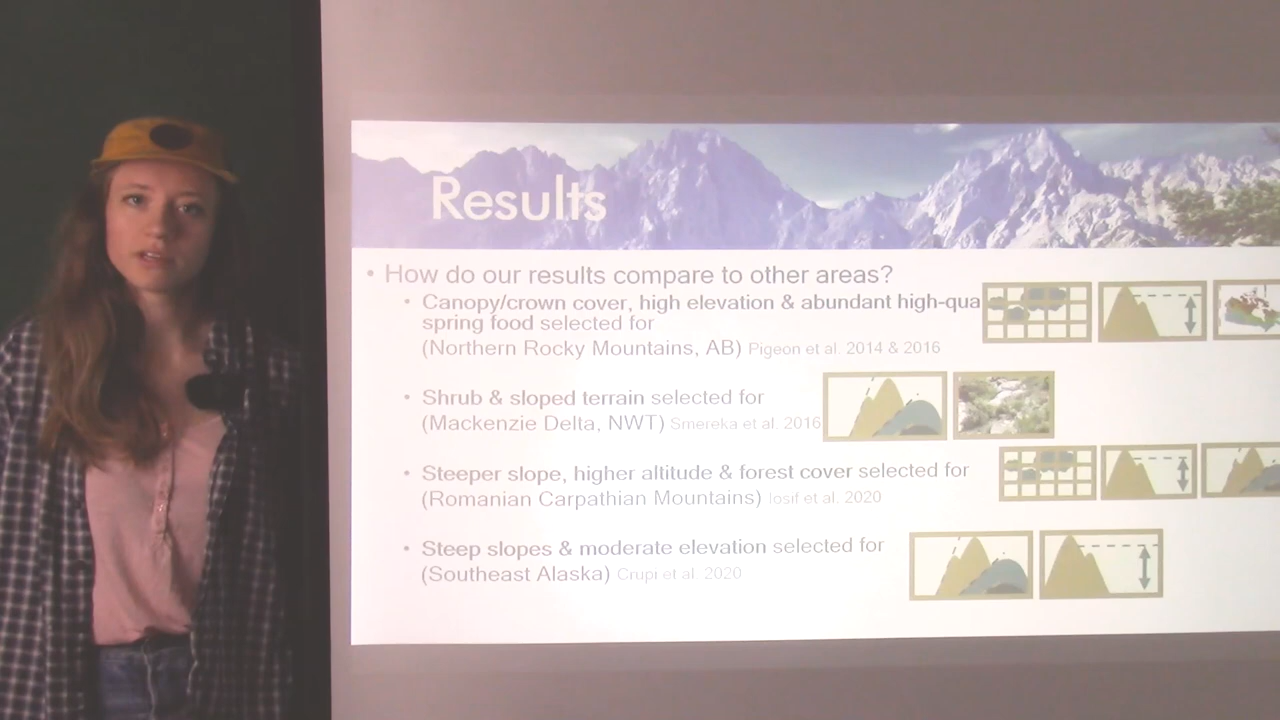 Results
• How do our results compare to other areas?
• Canopy/crown cover, high elevation & abundant high-qua
spring food selected for
(Northern Rocky Mountains, AB) Pigeon et al. 2014 & 2016
• Shrub & sloped terrain selected for
(Mackenzie Delta, NWT) Smereka et al. 2016
• Steeper slope, higher altitude & forest cover selected for
(Romanian Carpathian Mountains) Iosif et al. 2020
• Steep slopes & moderate elevation selected for
(Southeast Alaska) Crupi et al. 2020